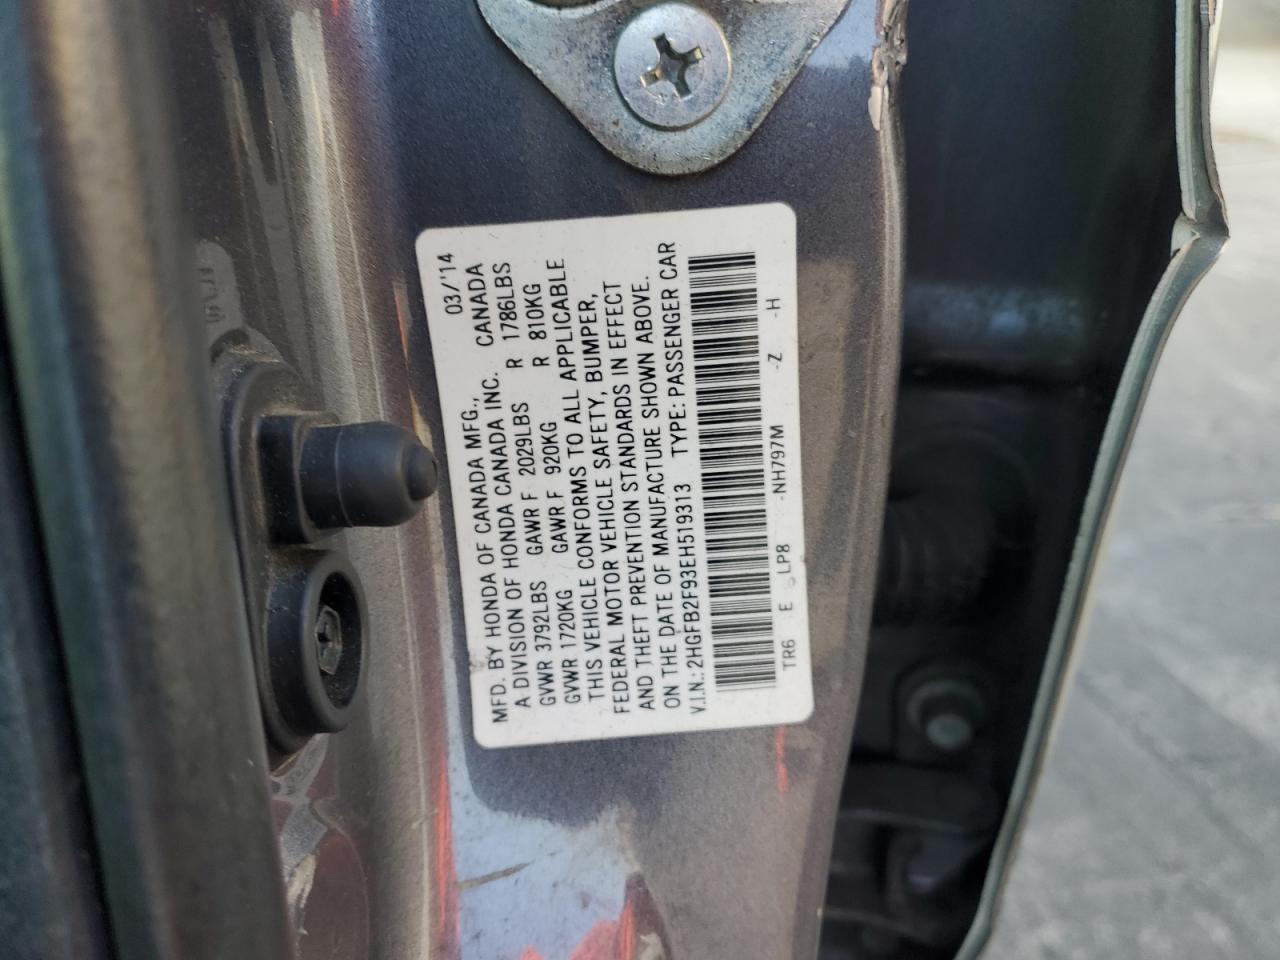 MFD. BY HONDA OF CANADA MFG., 03/'14
A DIVISION OF HONDA CANADA INC. CANADA
GVWR 3792LBS GAWR F 2029LBS R 1786LBS
GVWR 1720KG GAWR F 920KG R 810KG
THIS VEHICLE CONFORMS TO ALL APPLICABLE
FEDERAL MOTOR VEHICLE SAFETY, BUMPER,
AND THEFT PREVENTION STANDARDS IN EFFECT
ON THE DATE OF MANUFACTURE SHOWN ABOVE.
V.I.N.: 2HGFB2F93EH519313 TYPE: PASSENGER CAR
TR6 E LP8 -NH797M -Z -H